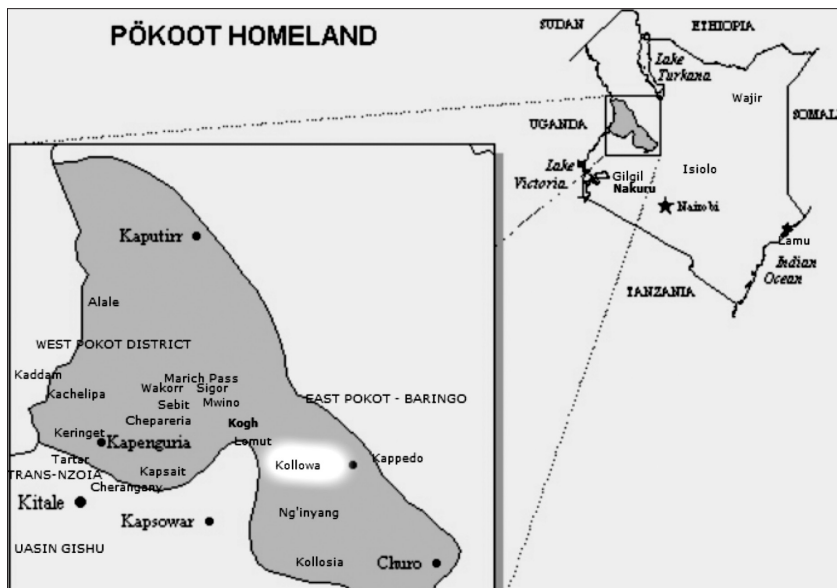 PÖKOOT HOMELAND
SUDAN
ETHIOPIA
Lake
Turkana
Wajir
SOMALI
UGANDA
Lake
Victoria
Gilgil
Nakuru
Isiolo
Nairobi
Lamu
Indian
Ocean
TANZANIA
Kaputirr
Alale
WEST POKOT DISTRICT
Kaddam
Marich Pass
Wakorr
Sigor
Kachelipa
Sebit
Mwino
EAST POKOT - BARINGO
Chepareria
Kogh
Keringet
Kapenguria
Lomut
Tartar
Kapsait
Kollowa
Kappedo
TRANS-NZOIA
Cherangany
Kitale
Kapsowar
Ng'inyang
UASIN GISHU
Kollosia
Churo